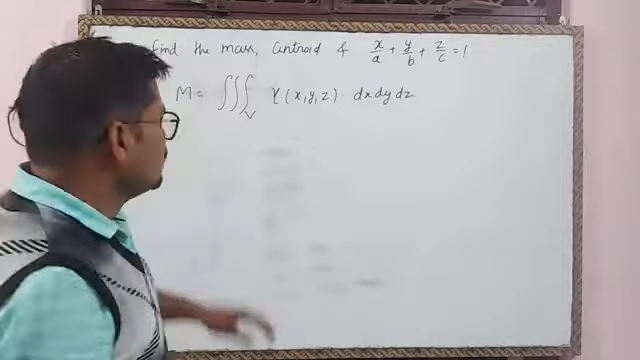 Find the mass, centroid of x/a + y/b + z/c = 1
M = ∭_V γ(x,y,z) · dx dy dz